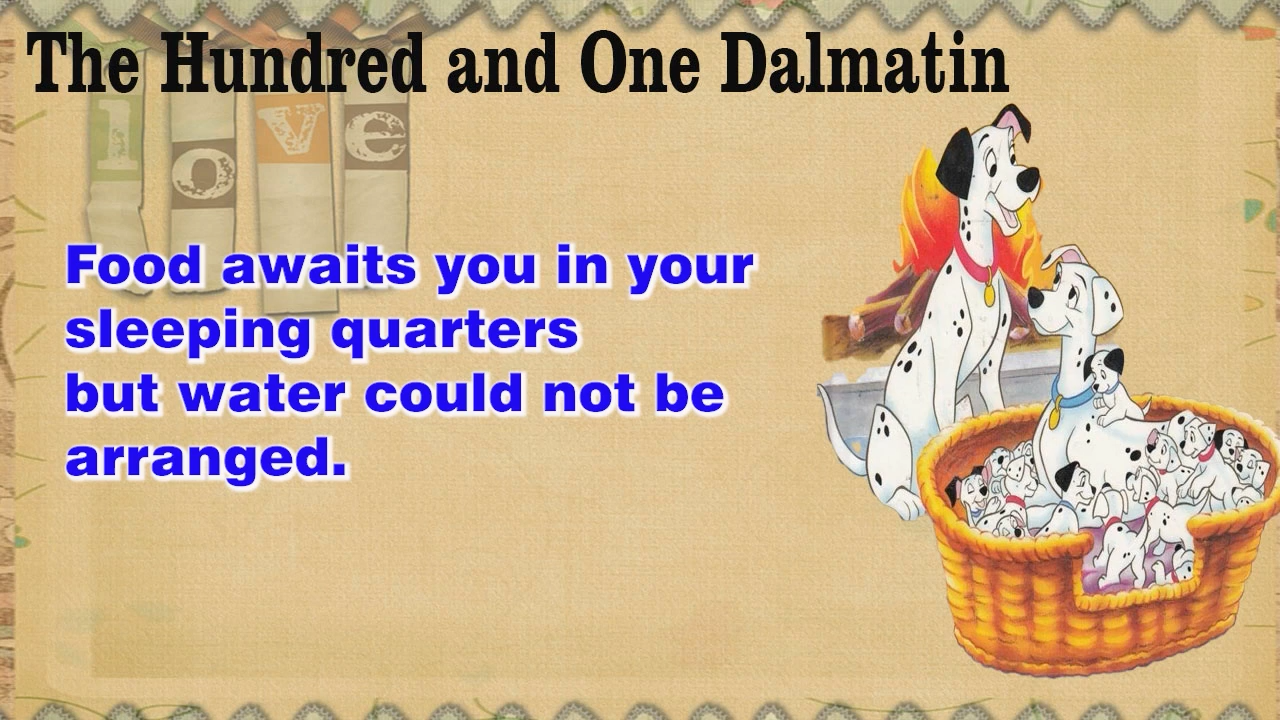 The Hundred and One Dalmatin
love
Food awaits you in your
sleeping quarters
but water could not be
arranged.